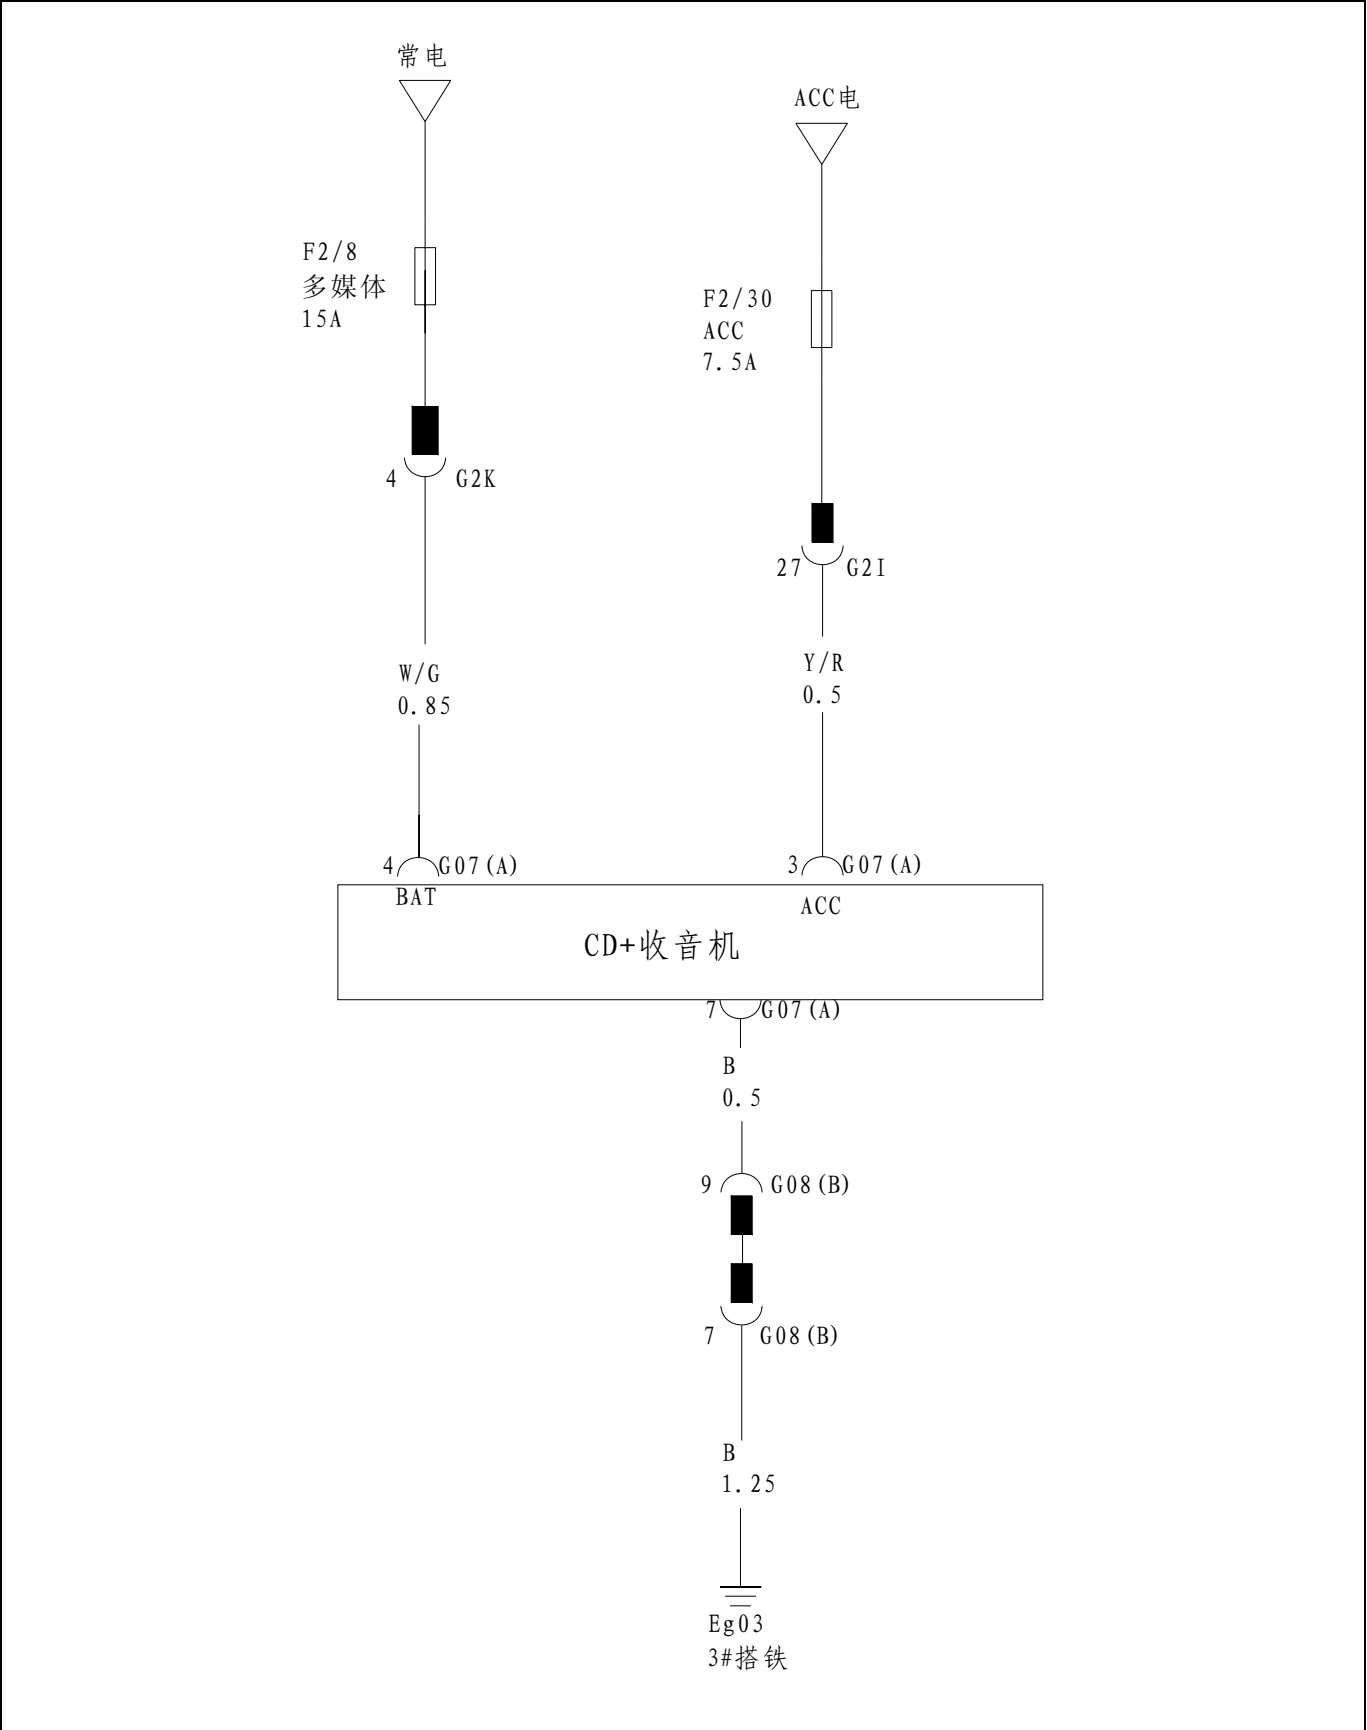 常电
ACC电
F2/8
多媒体
15A
F2/30
ACC
7.5A
4 G2K
27 G2I
W/G
0.85
Y/R
0.5
4 G07(A)
3 G07(A)
BAT
ACC
CD+收音机
7 G07(A)
B
0.5
9 G08(B)
7 G08(B)
B
1.25
Eg03
3#搭铁